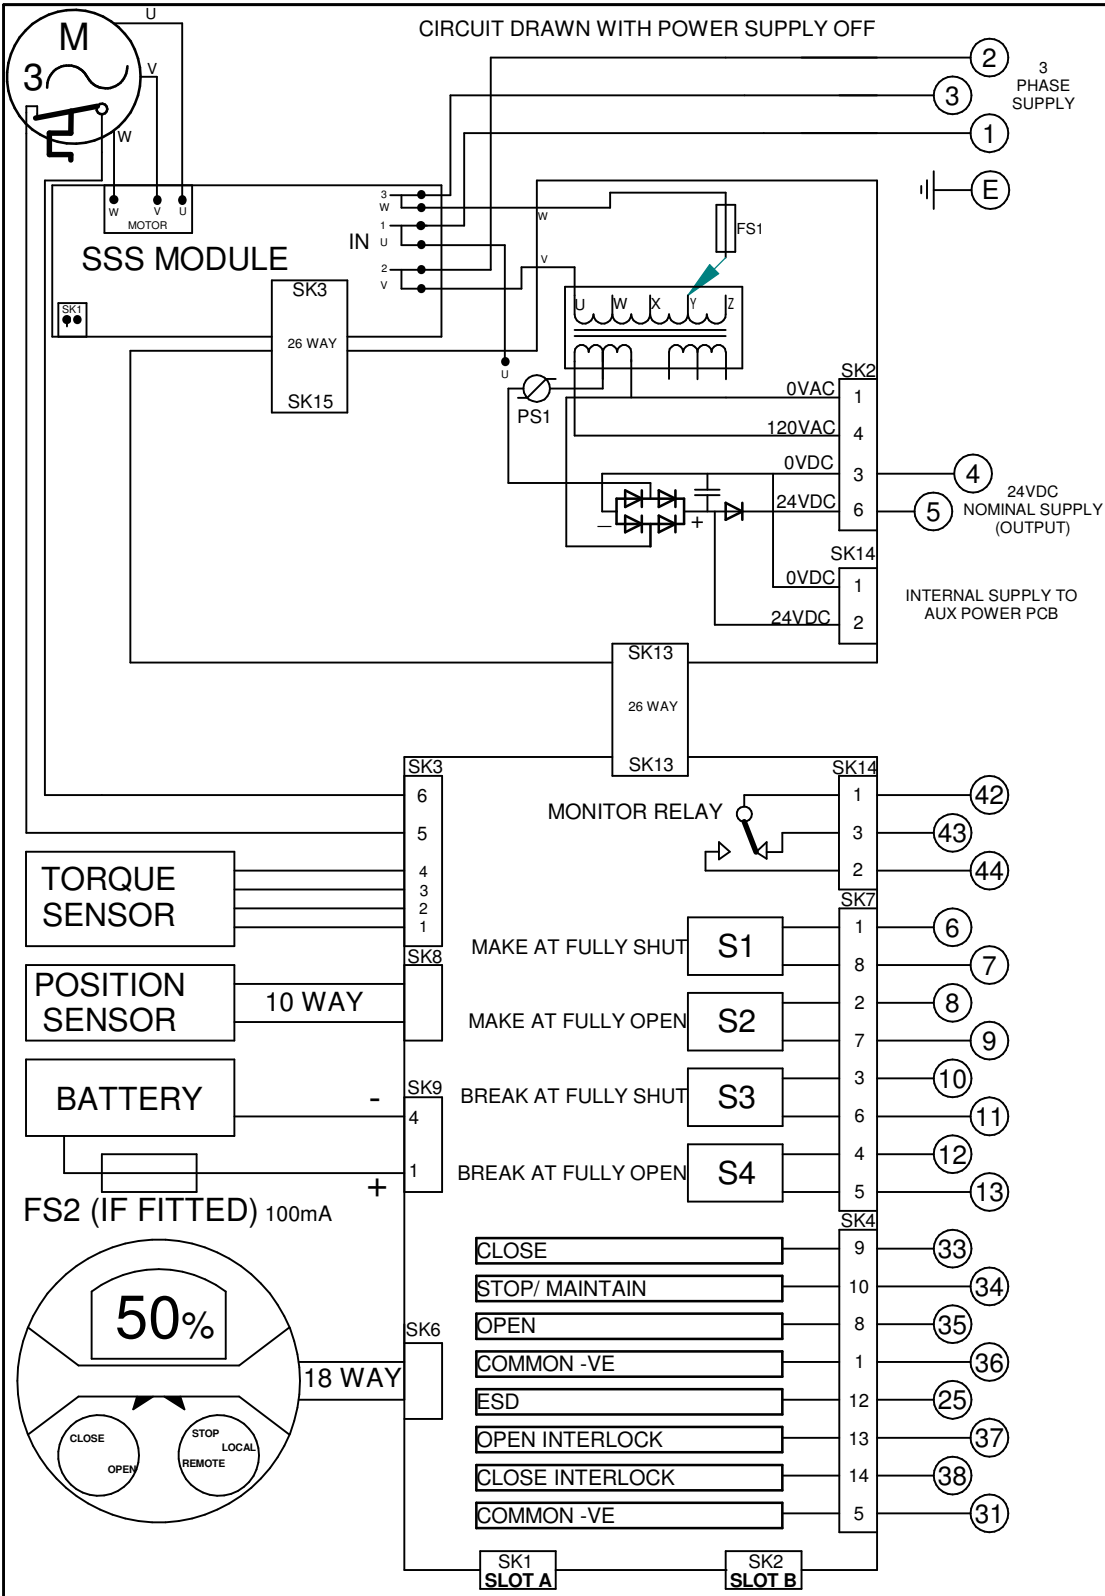 U
CIRCUIT DRAWN WITH POWER SUPPLY OFF
M
3
V
W
2
3
1
E
3
PHASE
SUPPLY
W V U
MOTOR
SSS MODULE
IN
3
W
1
U
2
V
W
V
U
FS1
SK1
SK3
26 WAY
SK15
U W X Y Z
PS1
SK2
0VAC 1
120VAC 4
0VDC 3 4
24VDC 6 5
24VDC
NOMINAL SUPPLY
(OUTPUT)
– +
SK14
0VDC 1
24VDC 2
INTERNAL SUPPLY TO
AUX POWER PCB
SK13
26 WAY
SK13
SK3
6
5
4
3
2
1
TORQUE
SENSOR
SK8
POSITION
SENSOR
10 WAY
BATTERY
SK9
- 4
1
+
FS2 (IF FITTED) 100mA
50%
CLOSE
OPEN
STOP
LOCAL
REMOTE
18 WAY
SK6
MONITOR RELAY
SK14
1 42
3 43
2 44
SK7
MAKE AT FULLY SHUT S1
1 6
8 7
MAKE AT FULLY OPEN S2
2 8
7 9
BREAK AT FULLY SHUT S3
3 10
6 11
BREAK AT FULLY OPEN S4
4 12
5 13
SK4
CLOSE 9 33
STOP/ MAINTAIN 10 34
OPEN 8 35
COMMON -VE 1 36
ESD 12 25
OPEN INTERLOCK 13 37
CLOSE INTERLOCK 14 38
COMMON -VE 5 31
SK1
SLOT A
SK2
SLOT B